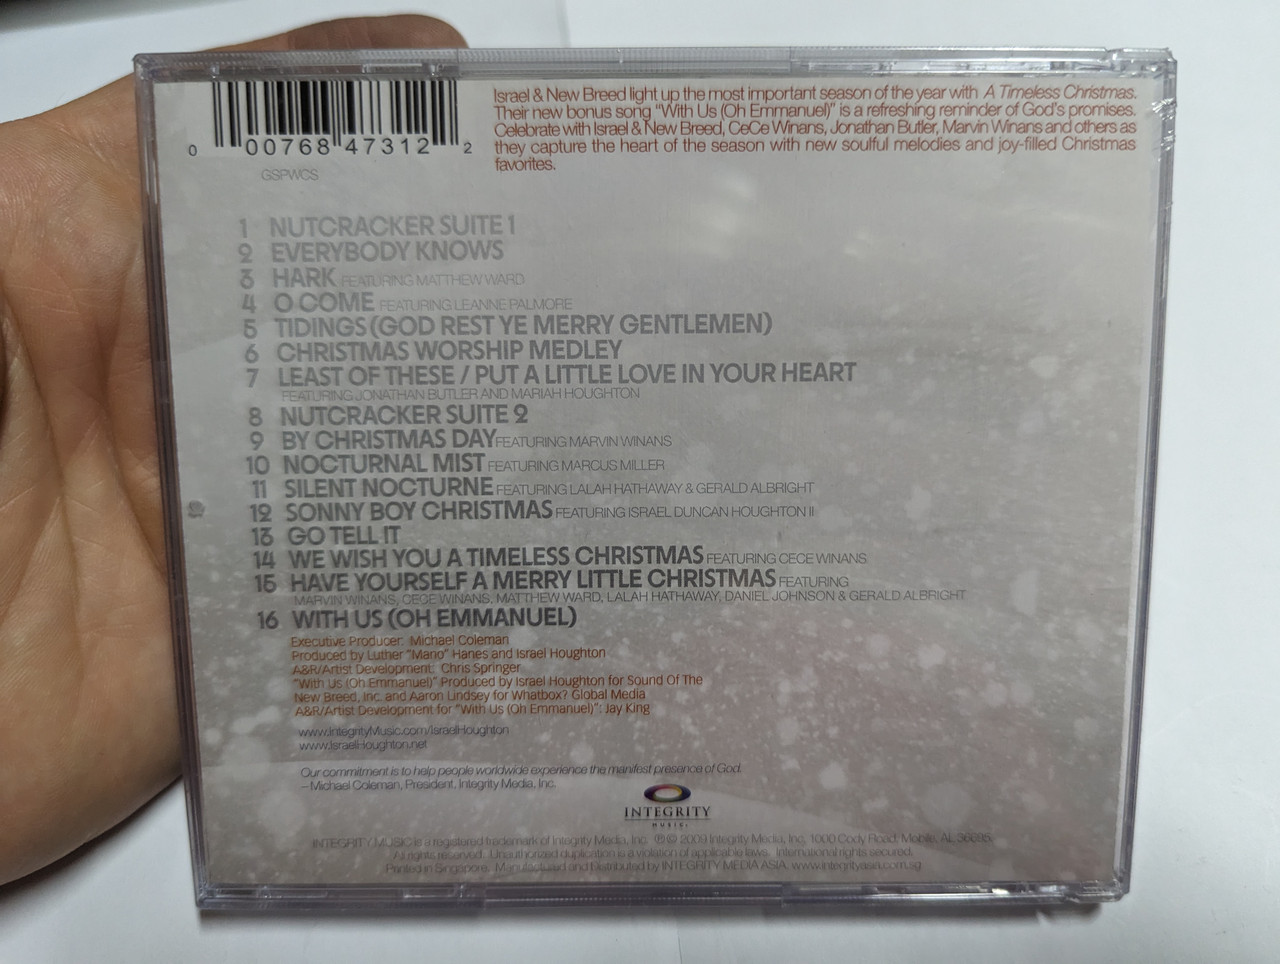 Israel & New Breed light up the most important season of the year with A Timeless Christmas.
Their new bonus song "With Us (Oh Emmanuel)" is a refreshing reminder of God's promises.
Celebrate with Israel & New Breed, CeCe Winans, Jonathan Butler, Marvin Winans and others as
they capture the heart of the season with new soulful melodies and joy-filled Christmas
favorites.
0 00768 47312 2
GSPWCS
1 NUTCRACKER SUITE 1
2 EVERYBODY KNOWS
3 HARK FEATURING MATTHEW WARD
4 O COME FEATURING LEANNE PALMORE
5 TIDINGS (GOD REST YE MERRY GENTLEMEN)
6 CHRISTMAS WORSHIP MEDLEY
7 LEAST OF THESE / PUT A LITTLE LOVE IN YOUR HEART
FEATURING JONATHAN BUTLER AND MARIAH HOUGHTON
8 NUTCRACKER SUITE 2
9 BY CHRISTMAS DAY FEATURING MARVIN WINANS
10 NOCTURNAL MIST FEATURING MARCUS MILLER
11 SILENT NOCTURNE FEATURING LALAH HATHAWAY & GERALD ALBRIGHT
12 SONNY BOY CHRISTMAS FEATURING ISRAEL DUNCAN HOUGHTON II
13 GO TELL IT
14 WE WISH YOU A TIMELESS CHRISTMAS FEATURING CECE WINANS
15 HAVE YOURSELF A MERRY LITTLE CHRISTMAS FEATURING
MARVIN WINANS, CECE WINANS, MATTHEW WARD, LALAH HATHAWAY, DANIEL JOHNSON & GERALD ALBRIGHT
16 WITH US (OH EMMANUEL)
Executive Producer: Michael Coleman
Produced by Luther "Mano" Hanes and Israel Houghton
A&R/Artist Development: Chris Springer
"With Us (Oh Emmanuel)" Produced by Israel Houghton for Sound Of The
New Breed, Inc. and Aaron Lindsey for Whatbox? Global Media
A&R/Artist Development for "With Us (Oh Emmanuel)": Jay King
www.IntegrityMusic.com/IsraelHoughton
www.IsraelHoughton.net
Our commitment is to help people worldwide experience the manifest presence of God.
– Michael Coleman, President, Integrity Media, Inc.
INTEGRITY
MUSIC
INTEGRITY MUSIC is a registered trademark of Integrity Media, Inc. ℗© 2009 Integrity Media, Inc. 1000 Cody Road, Mobile, AL 36695.
All rights reserved. Unauthorized duplication is a violation of applicable laws. International rights secured.
Printed in Singapore. Manufactured and Distributed by INTEGRITY MEDIA ASIA. www.integrityasia.com.sg